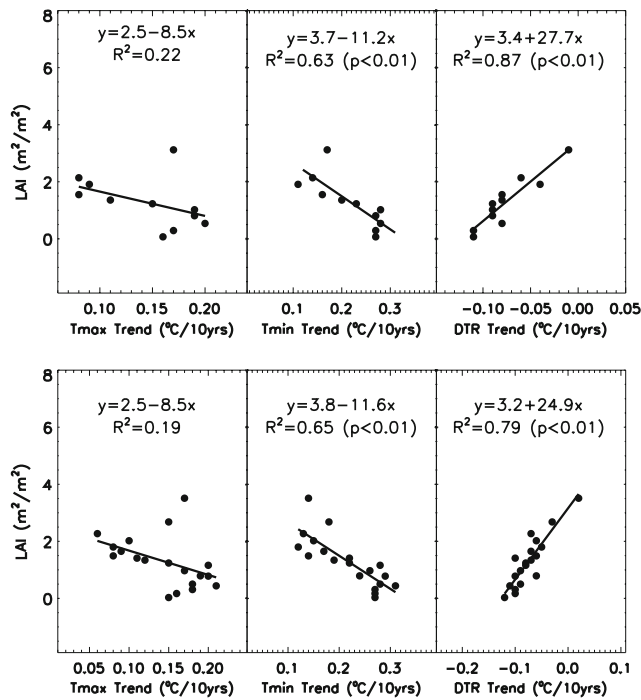 y=2.5−8.5x
R²=0.22
y=3.7−11.2x
R²=0.63 (p<0.01)
y=3.4+27.7x
R²=0.87 (p<0.01)
8
6
4
2
0
LAI (m²/m²)
0.10 0.15 0.20
0.1 0.2 0.3
−0.10 −0.05 0.00 0.05
Tmax Trend (⁰C/10yrs)
Tmin Trend (⁰C/10yrs)
DTR Trend (⁰C/10yrs)
y=2.5−8.5x
R²=0.19
y=3.8−11.6x
R²=0.65 (p<0.01)
y=3.2+24.9x
R²=0.79 (p<0.01)
8
6
4
2
0
LAI (m²/m²)
0.05 0.10 0.15 0.20
0.1 0.2 0.3
−0.2 −0.1 0.0
Tmax Trend (⁰C/10yrs)
Tmin Trend (⁰C/10yrs)
DTR Trend (⁰C/10yrs)